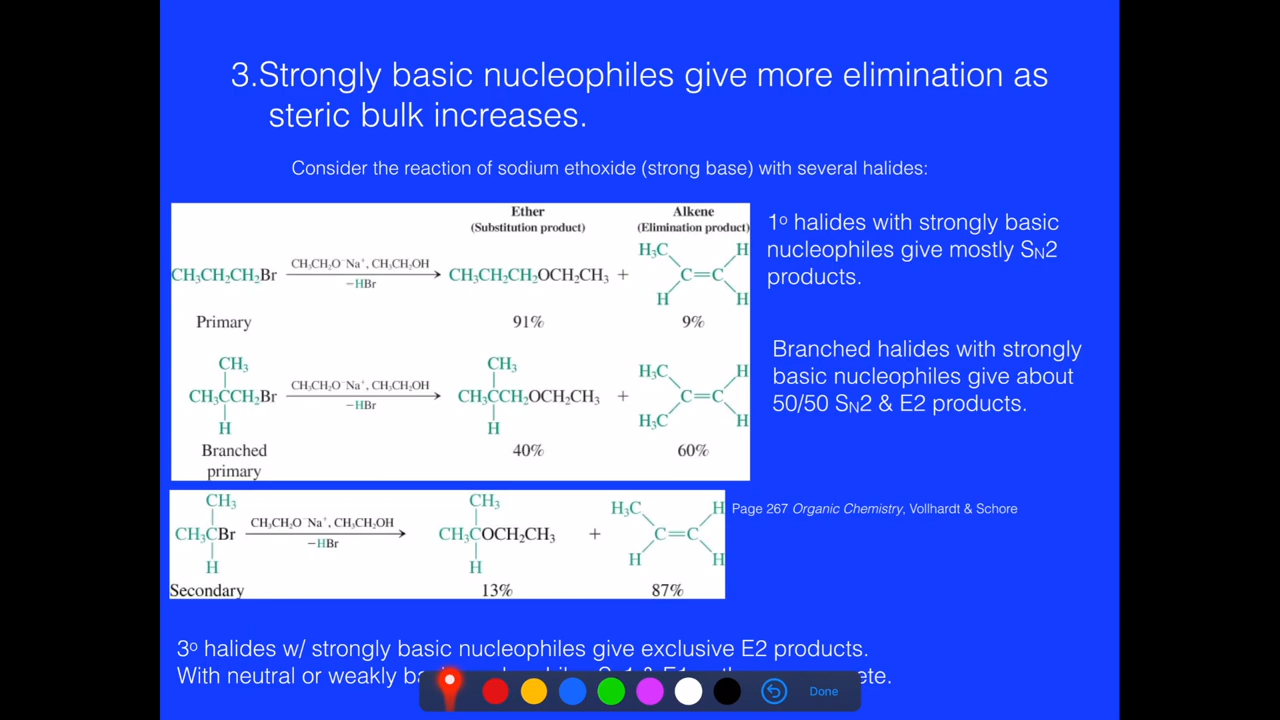 3.Strongly basic nucleophiles give more elimination as
steric bulk increases.
Consider the reaction of sodium ethoxide (strong base) with several halides:
Ether
(Substitution product)
Alkene
(Elimination product)
CH₃CH₂CH₂Br
CH₃CH₂O⁻Na⁺, CH₃CH₂OH
−HBr
CH₃CH₂CH₂OCH₂CH₃
+
H₃C
H
C=C
H
H
Primary
91%
9%
CH₃
CH₃CCH₂Br
H
CH₃CH₂O⁻Na⁺, CH₃CH₂OH
−HBr
CH₃
CH₃CCH₂OCH₂CH₃
H
+
H₃C
H
C=C
H₃C
H
Branched
primary
40%
60%
CH₃
CH₃CBr
H
CH₃CH₂O⁻Na⁺, CH₃CH₂OH
−HBr
CH₃
CH₃COCH₂CH₃
H
+
H₃C
H
C=C
H
H
Secondary
13%
87%
1º halides with strongly basic
nucleophiles give mostly S_N2
products.
Branched halides with strongly
basic nucleophiles give about
50/50 S_N2 & E2 products.
Page 267 Organic Chemistry, Vollhardt & Schore
3º halides w/ strongly basic nucleophiles give exclusive E2 products.
With neutral or weakly
Done